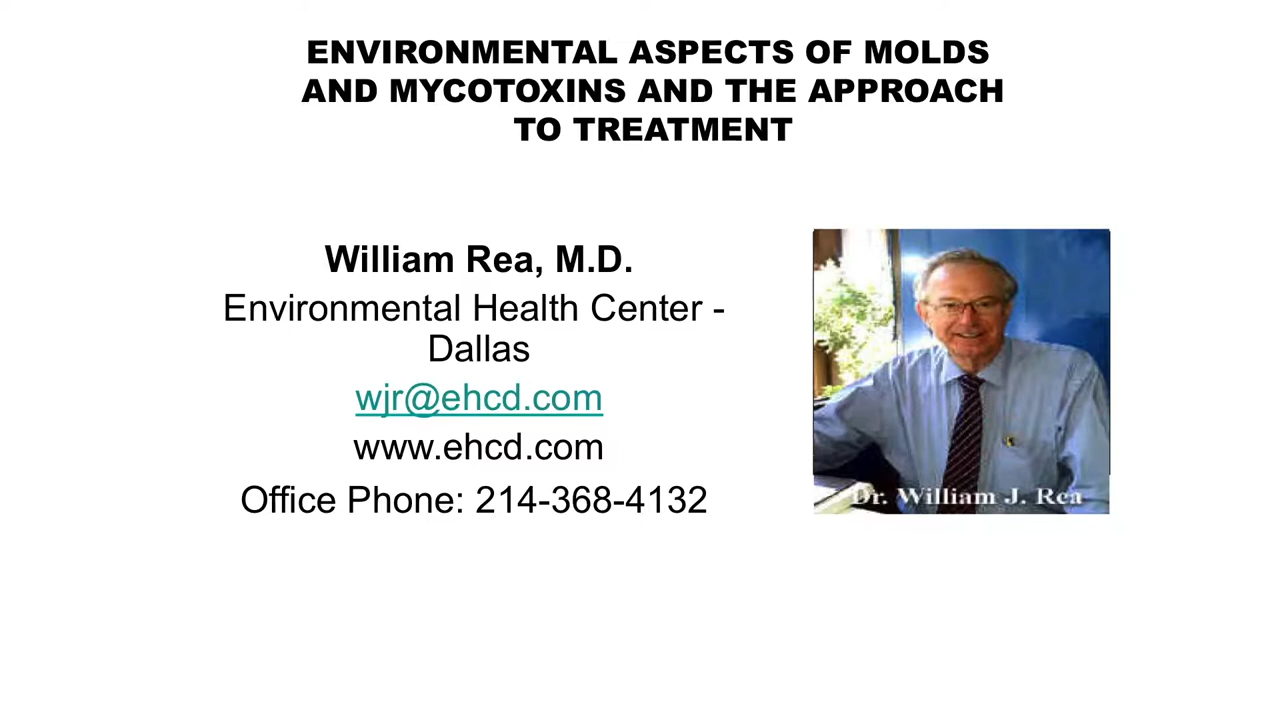 ENVIRONMENTAL ASPECTS OF MOLDS
AND MYCOTOXINS AND THE APPROACH
TO TREATMENT
William Rea, M.D.
Environmental Health Center -
Dallas
wjr@ehcd.com
www.ehcd.com
Office Phone: 214-368-4132
Dr. William J. Rea